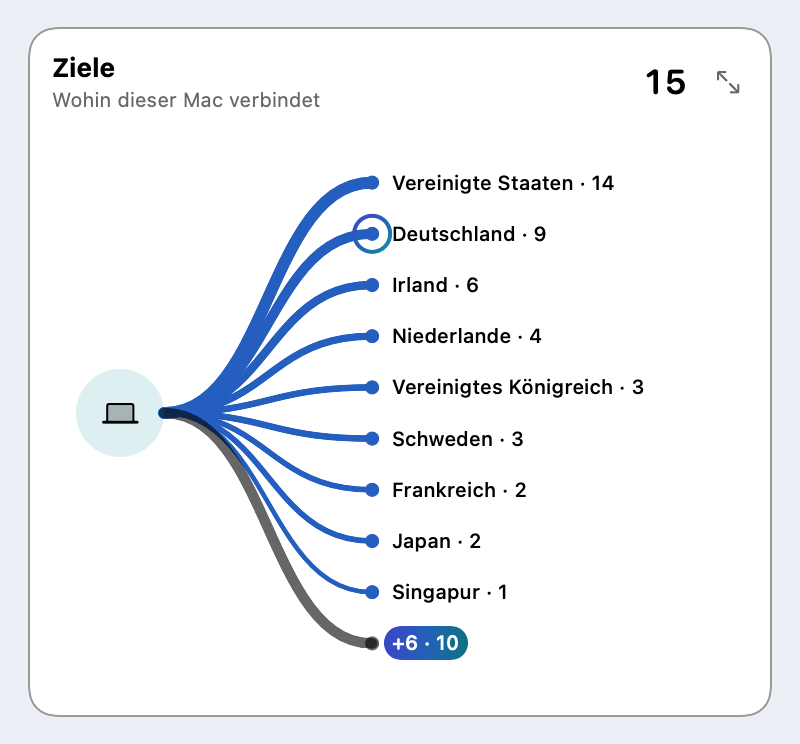 Ziele
15
Wohin dieser Mac verbindet
Vereinigte Staaten · 14
Deutschland · 9
Irland · 6
Niederlande · 4
Vereinigtes Königreich · 3
Schweden · 3
Frankreich · 2
Japan · 2
Singapur · 1
+6 · 10